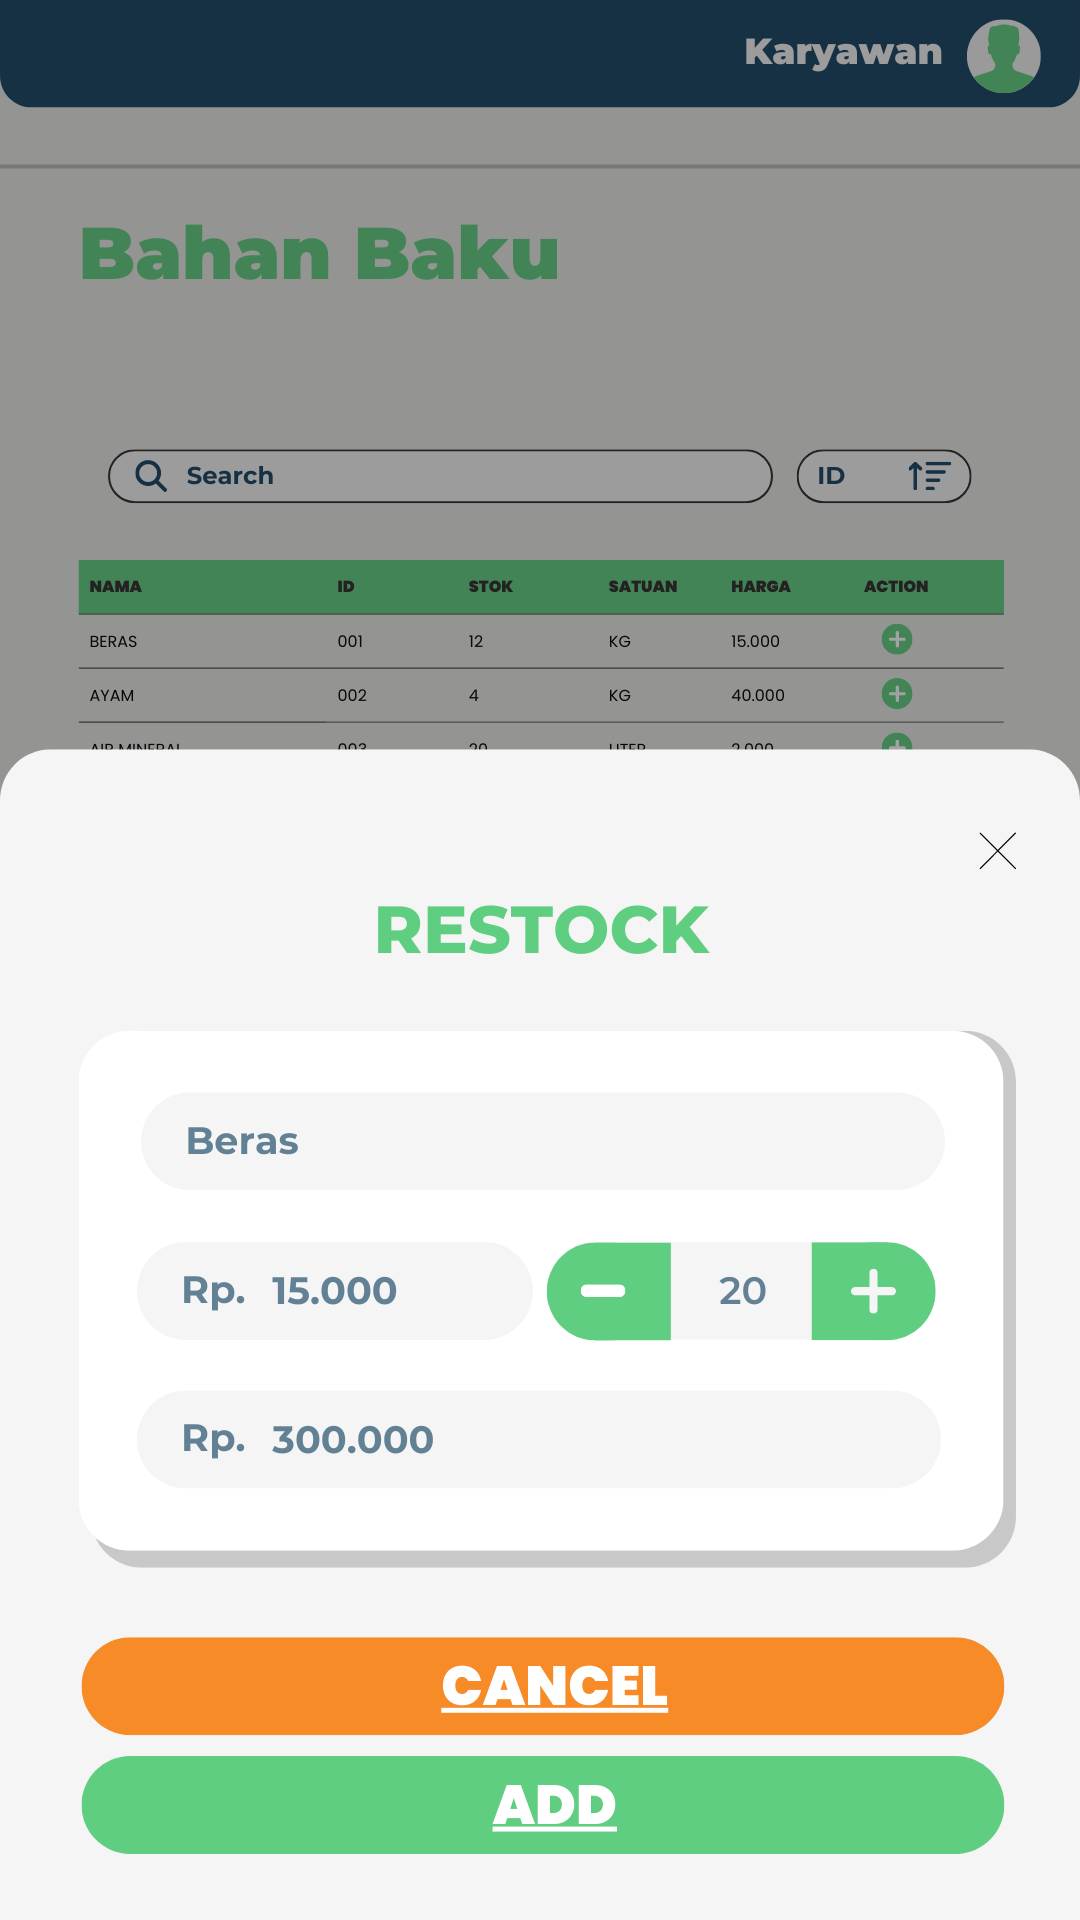 Karyawan
Bahan Baku
Search
ID
NAMA ID STOK SATUAN HARGA ACTION
BERAS 001 12 KG 15.000
AYAM 002 4 KG 40.000
AIR MINERAL 003 20 LITER 2.000
RESTOCK
Beras
Rp. 15.000 20
Rp. 300.000
CANCEL
ADD